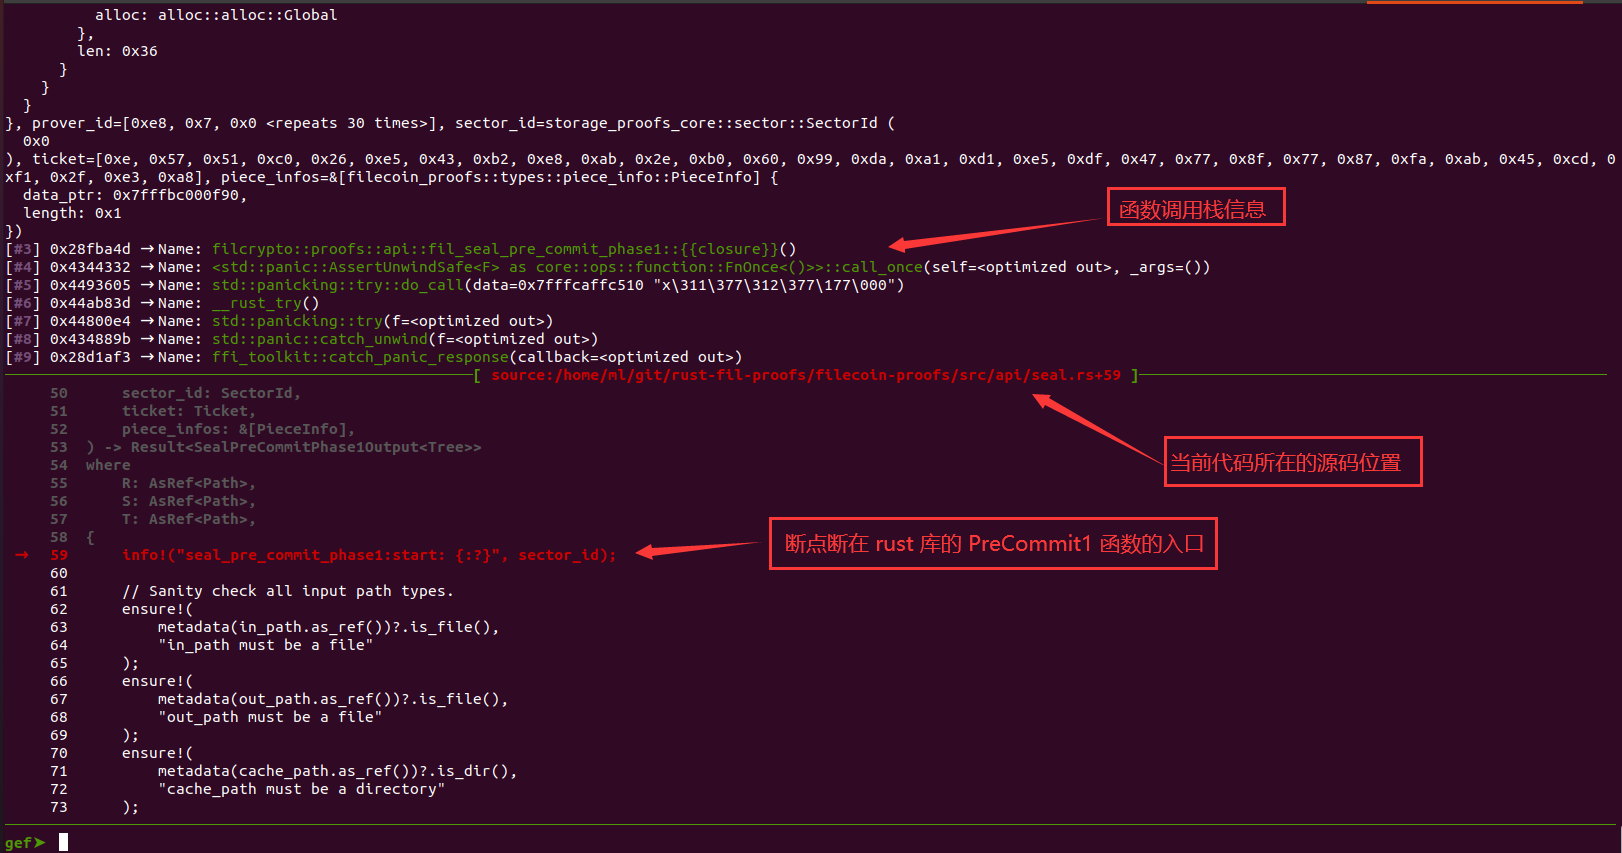 alloc: alloc::alloc::Global
},
len: 0x36
}
}
}
}, prover_id=[0xe8, 0x7, 0x0 <repeats 30 times>], sector_id=storage_proofs_core::sector::SectorId (
0x0
), ticket=[0xe, 0x57, 0x51, 0xc0, 0x26, 0xe5, 0x43, 0xb2, 0xe8, 0xab, 0x2e, 0xb0, 0x60, 0x99, 0xda, 0xa1, 0xd1, 0xe5, 0xdf, 0x47, 0x77, 0x8f, 0x77, 0x87, 0xfa, 0xab, 0x45, 0xcd, 0
xf1, 0x2f, 0xe3, 0xa8], piece_infos=&[filecoin_proofs::types::piece_info::PieceInfo] {
data_ptr: 0x7fffbc000f90,
length: 0x1
})
函数调用栈信息
[#3] 0x28fba4d → Name: filcrypto::proofs::api::fil_seal_pre_commit_phase1::{{closure}}()
[#4] 0x4344332 → Name: <std::panic::AssertUnwindSafe<F> as core::ops::function::FnOnce<()>>::call_once(self=<optimized out>, _args=())
[#5] 0x4493605 → Name: std::panicking::try::do_call(data=0x7fffcaffc510 "x\311\377\312\377\177\000")
[#6] 0x44ab83d → Name: __rust_try()
[#7] 0x44800e4 → Name: std::panicking::try(f=<optimized out>)
[#8] 0x434889b → Name: std::panic::catch_unwind(f=<optimized out>)
[#9] 0x28d1af3 → Name: ffi_toolkit::catch_panic_response(callback=<optimized out>)
[ source:/home/ml/git/rust-fil-proofs/filecoin-proofs/src/api/seal.rs+59 ]
50 sector_id: SectorId,
51 ticket: Ticket,
52 piece_infos: &[PieceInfo],
53 ) -> Result<SealPreCommitPhase1Output<Tree>>
54 where
当前代码所在的源码位置
55 R: AsRef<Path>,
56 S: AsRef<Path>,
57 T: AsRef<Path>,
58 {
→ 59 info!("seal_pre_commit_phase1:start: {:?}", sector_id);
断点断在 rust 库的 PreCommit1 函数的入口
60
61 // Sanity check all input path types.
62 ensure!(
63 metadata(in_path.as_ref())?.is_file(),
64 "in_path must be a file"
65 );
66 ensure!(
67 metadata(out_path.as_ref())?.is_file(),
68 "out_path must be a file"
69 );
70 ensure!(
71 metadata(cache_path.as_ref())?.is_dir(),
72 "cache_path must be a directory"
73 );
gef➤